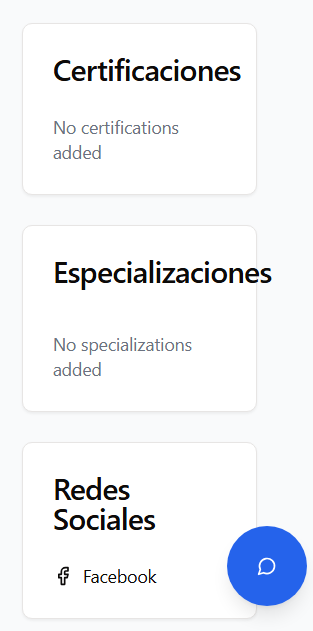 Certificaciones
No certifications
added
Especializaciones
No specializations
added
Redes
Sociales
Facebook